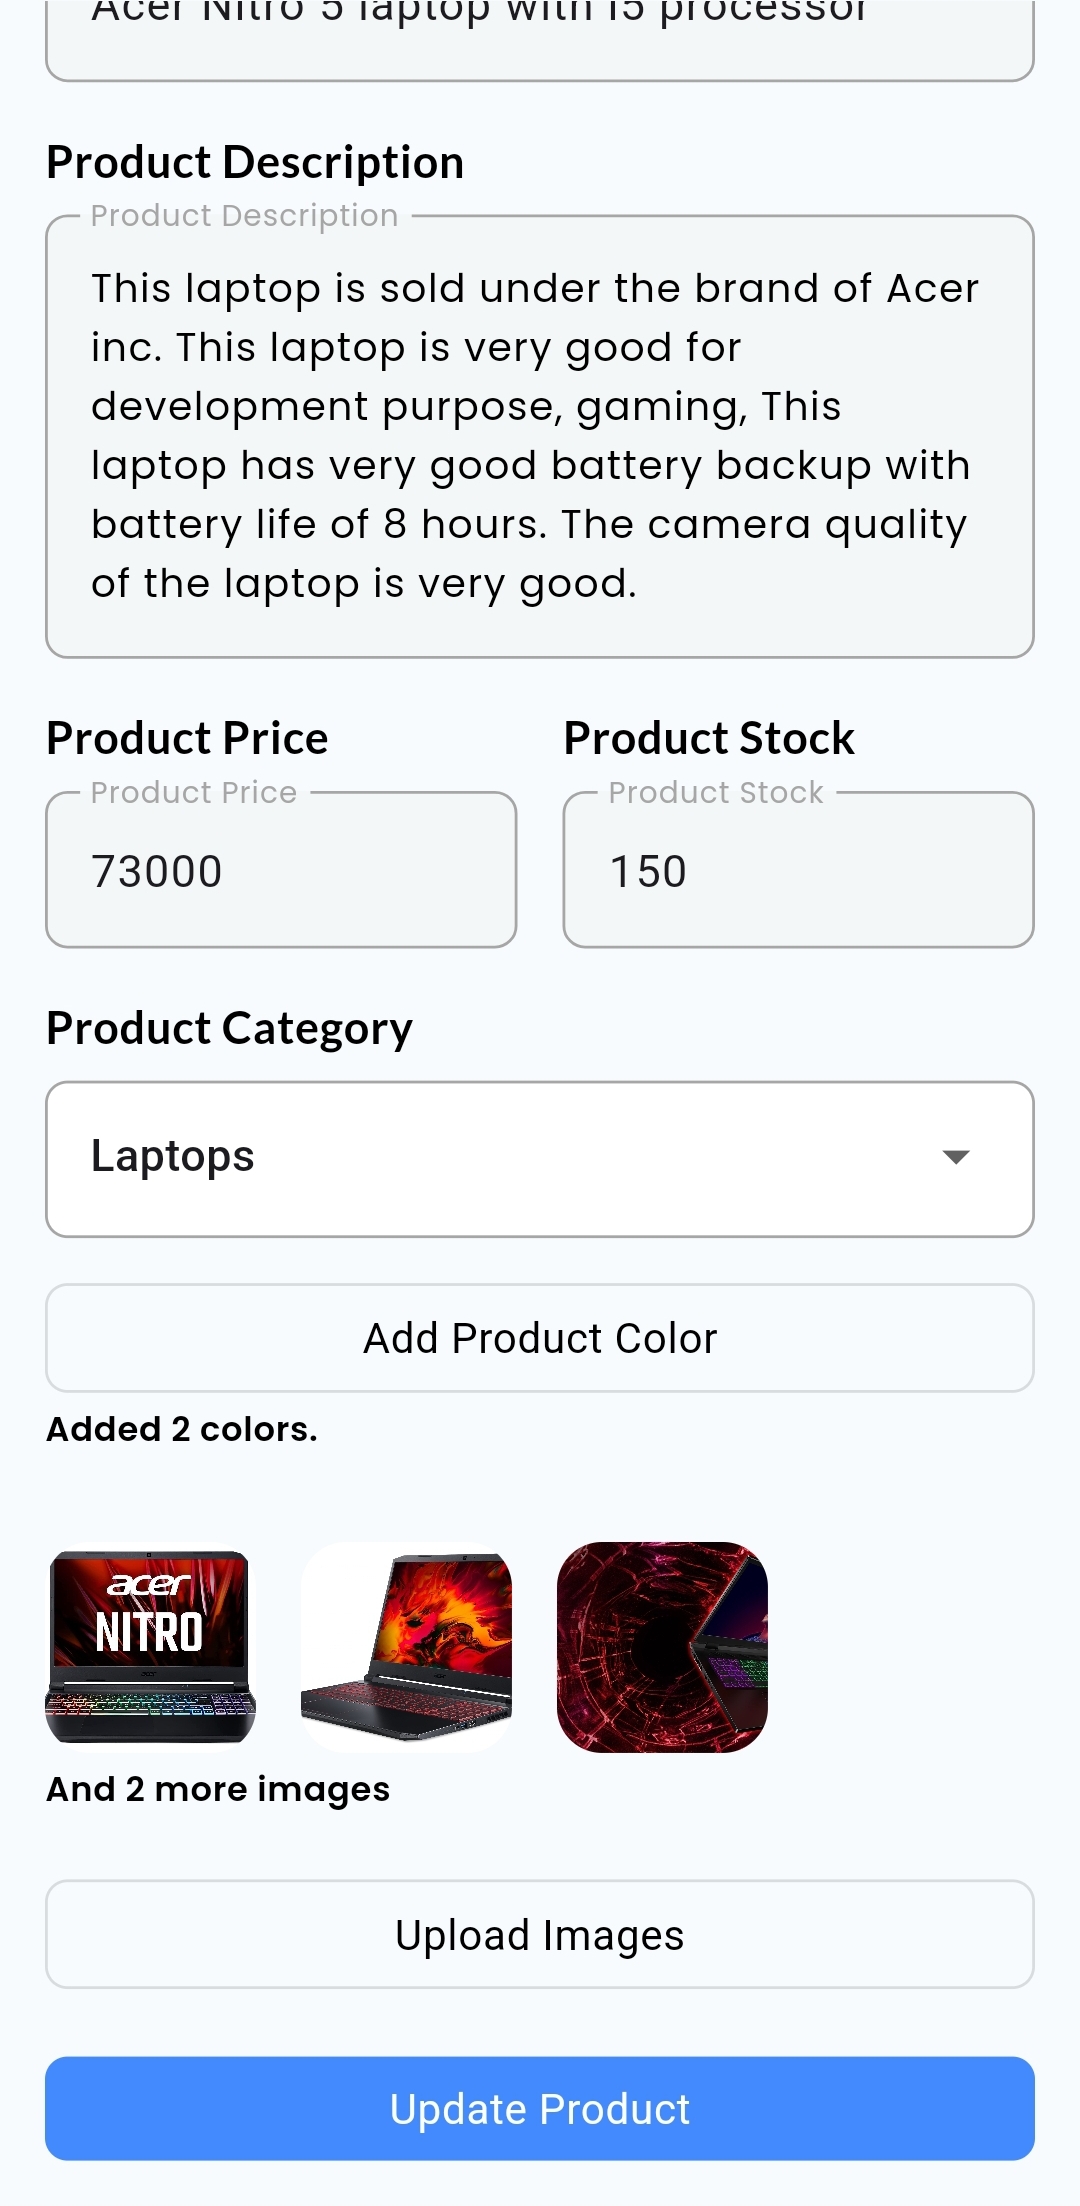 Acer Nitro 5 laptop with i5 processor
Product Description
Product Description
This laptop is sold under the brand of Acer
inc. This laptop is very good for
development purpose, gaming, This
laptop has very good battery backup with
battery life of 8 hours. The camera quality
of the laptop is very good.
Product Price
Product Stock
Product Price
Product Stock
73000
150
Product Category
Laptops
Add Product Color
Added 2 colors.
acer
NITRO
acer
And 2 more images
Upload Images
Update Product